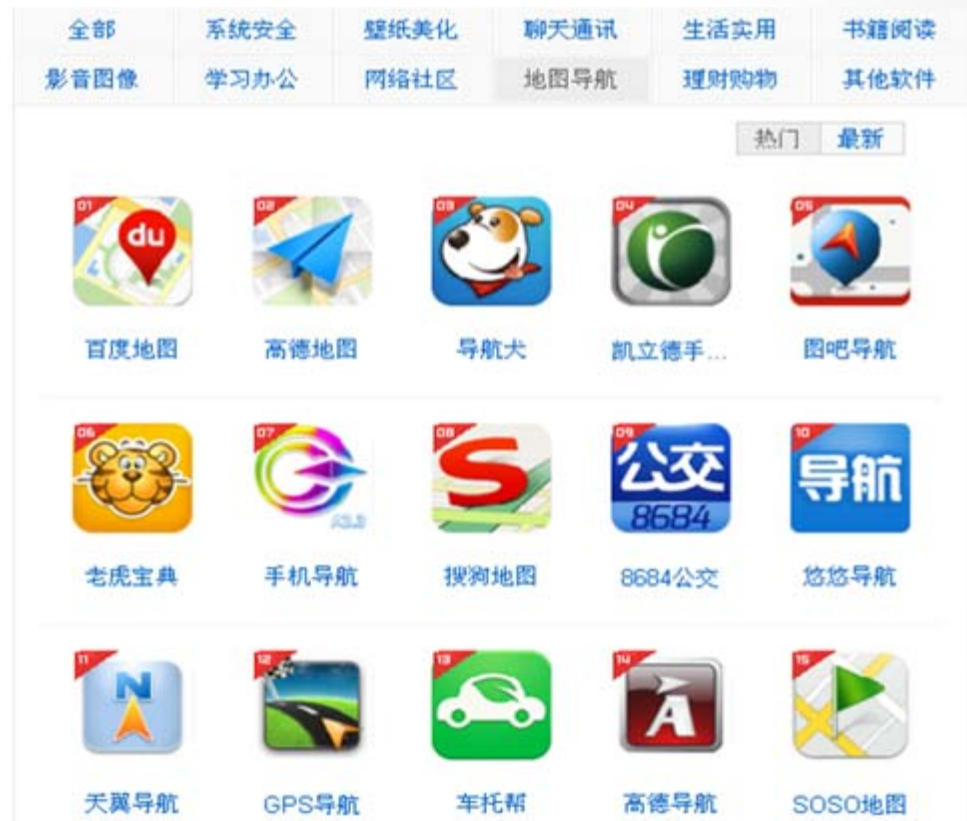 全部 系统安全 壁纸美化 聊天通讯 生活实用 书籍阅读
影音图像 学习办公 网络社区 地图导航 理财购物 其他软件
热门 最新
01 02 03 04 05
du
百度地图 高德地图 导航犬 凯立德手... 图吧导航
06 07 08 09 10
S 公交 导航
8684
老虎宝典 手机导航 搜狗地图 8684公交 悠悠导航
11 12 13 14 15
N A
天翼导航 GPS导航 车托帮 高德导航 SOSO地图